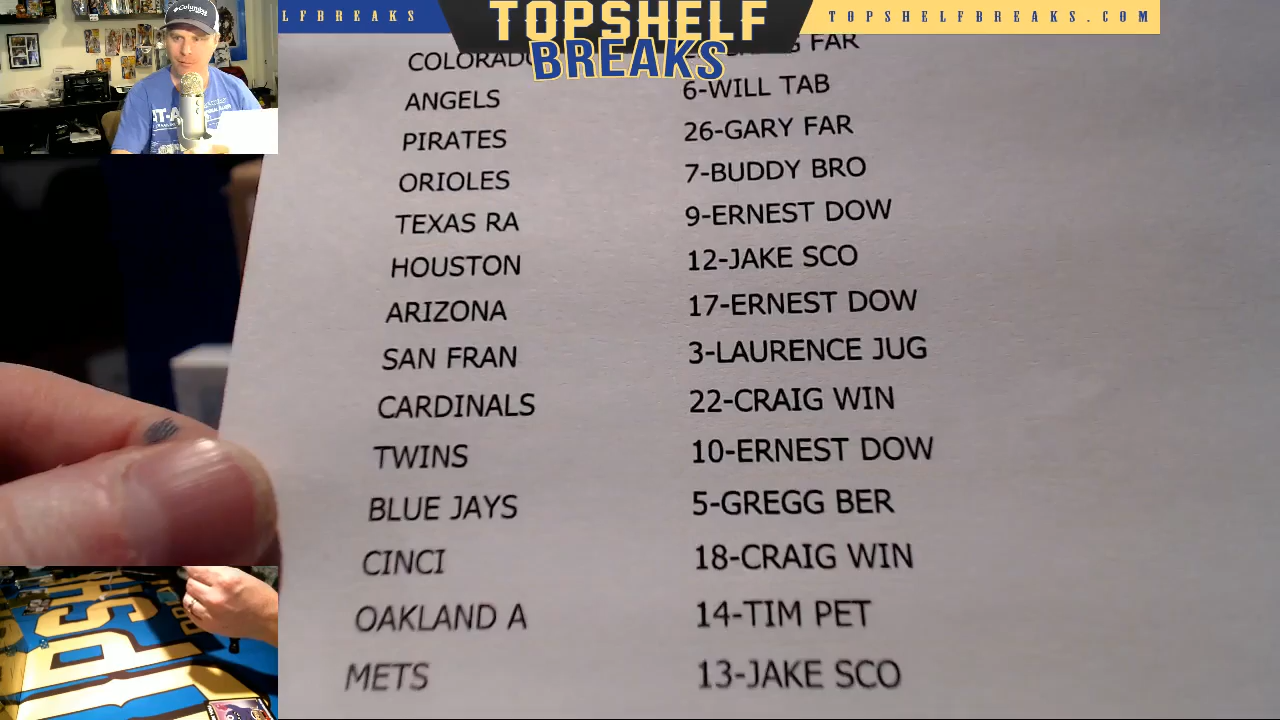 LFBREAKS
TOPSHELF
BREAKS
TOPSHELFBREAKS.COM
FAR
ANGELS 6-WILL TAB
PIRATES 26-GARY FAR
ORIOLES 7-BUDDY BRO
TEXAS RA 9-ERNEST DOW
HOUSTON 12-JAKE SCO
ARIZONA 17-ERNEST DOW
SAN FRAN 3-LAURENCE JUG
CARDINALS 22-CRAIG WIN
TWINS 10-ERNEST DOW
BLUE JAYS 5-GREGG BER
CINCI 18-CRAIG WIN
OAKLAND A 14-TIM PET
METS 13-JAKE SCO